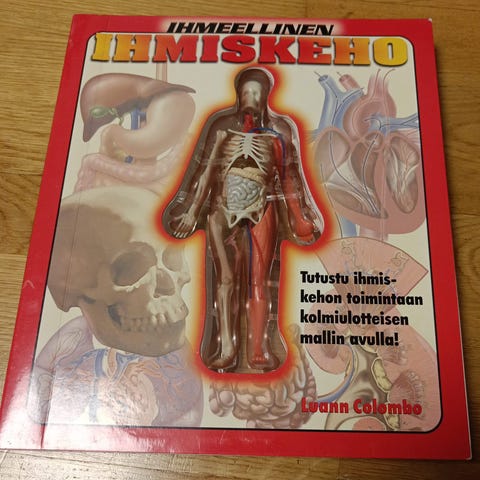 IHMEELLINEN
IHMISKEHO
Tutustu ihmis-
kehon toimintaan
kolmiulotteisen
mallin avulla!
Luann Colombo